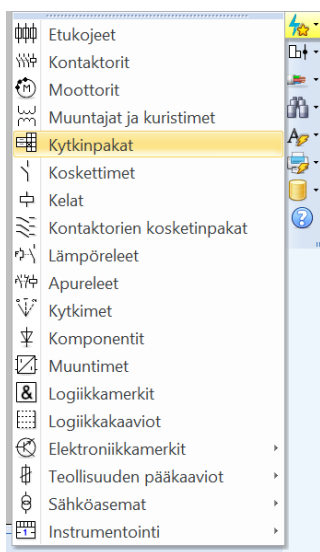 Etukojeet
Kontaktorit
Moottorit
Muuntajat ja kuristimet
Kytkinpakat
Koskettimet
Kelat
Kontaktorien kosketinpakat
Lämpöreleet
Apureleet
Kytkimet
Komponentit
Muuntimet
& Logiikkamerkit
Logiikkakaaviot
Elektroniikkamerkit
Teollisuuden pääkaaviot
Sähköasemat
Instrumentointi